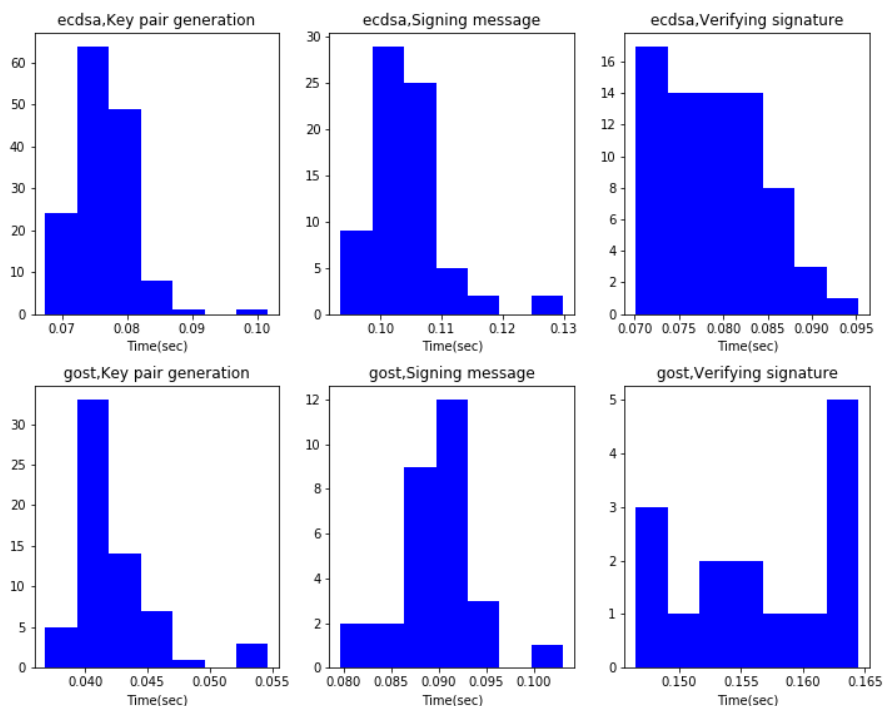 ecdsa,Key pair generation
60
50
40
30
20
10
0
0.07 0.08 0.09 0.10
Time(sec)
ecdsa,Signing message
30
25
20
15
10
5
0
0.10 0.11 0.12 0.13
Time(sec)
ecdsa,Verifying signature
16
14
12
10
8
6
4
2
0
0.070 0.075 0.080 0.085 0.090 0.095
Time(sec)
gost,Key pair generation
30
25
20
15
10
5
0
0.040 0.045 0.050 0.055
Time(sec)
gost,Signing message
12
10
8
6
4
2
0
0.080 0.085 0.090 0.095 0.100
Time(sec)
gost,Verifying signature
5
4
3
2
1
0
0.150 0.155 0.160 0.165
Time(sec)